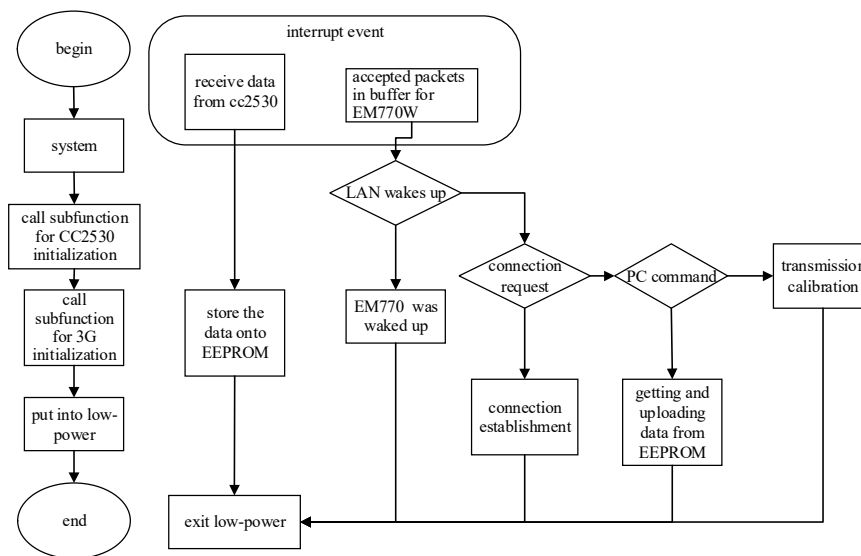 begin
system
call subfunction
for CC2530
initialization
call
subfunction
for 3G
initialization
put into low-
power
end
interrupt event
receive data
from cc2530
accepted packets
in buffer for
EM770W
LAN wakes up
connection
request
PC command
transmission
calibration
store the
data onto
EEPROM
EM770 was
waked up
connection
establishment
getting and
uploading
data from
EEPROM
exit low-power